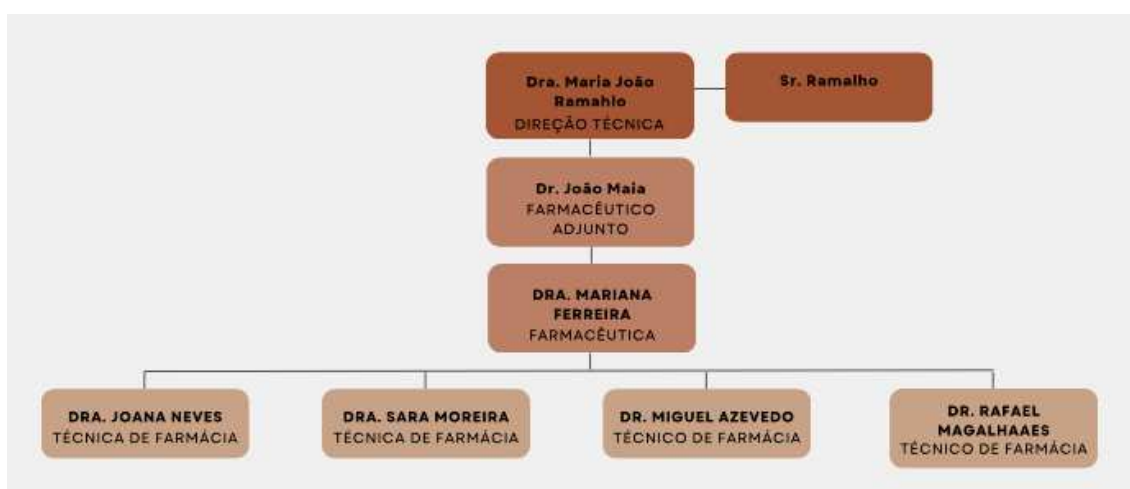 Dra. Maria João
Ramahlo
DIREÇÃO TÉCNICA
Sr. Ramalho
Dr. João Maia
FARMACÊUTICO
ADJUNTO
DRA. MARIANA
FERREIRA
FARMACÊUTICA
DRA. JOANA NEVES
TÉCNICA DE FARMÁCIA
DRA. SARA MOREIRA
TÉCNICA DE FARMÁCIA
DR. MIGUEL AZEVEDO
TÉCNICO DE FARMÁCIA
DR. RAFAEL
MAGALHAAES
TÉCNICO DE FARMÁCIA